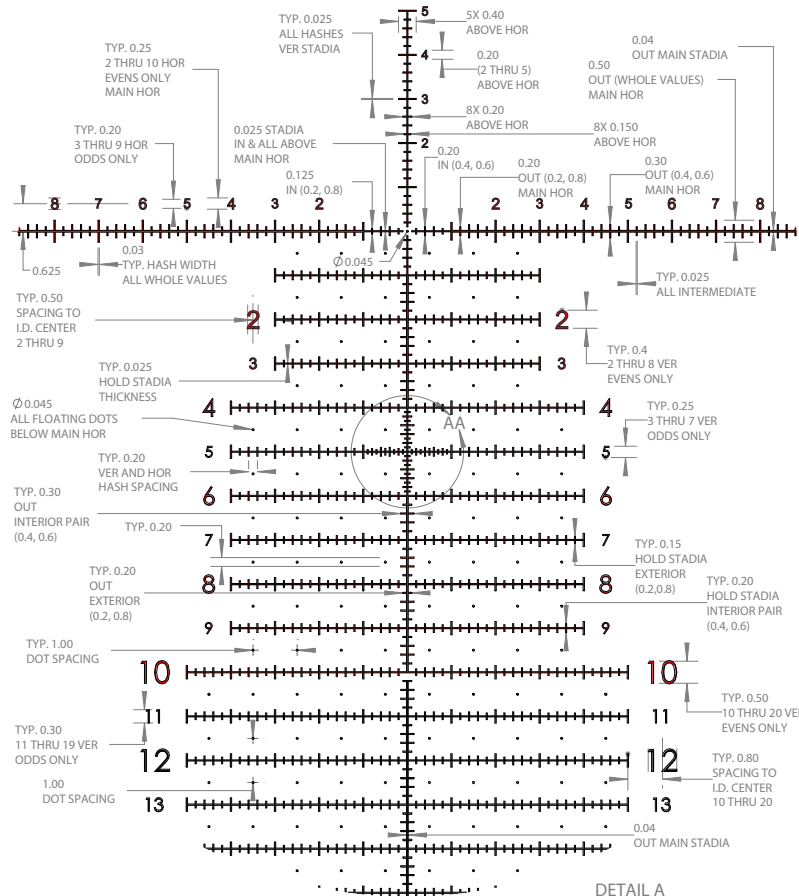 TYP. 0.025
ALL HASHES
VER STADIA
5
5X 0.40
ABOVE HOR
TYP. 0.25
2 THRU 10 HOR
EVENS ONLY
MAIN HOR
4
0.20
(2 THRU 5)
ABOVE HOR
0.04
OUT MAIN STADIA
0.50
OUT (WHOLE VALUES)
MAIN HOR
3
8X 0.20
ABOVE HOR
TYP. 0.20
3 THRU 9 HOR
ODDS ONLY
0.025 STADIA
IN & ALL ABOVE
MAIN HOR
2
8X 0.150
ABOVE HOR
0.125
IN (0.2, 0.8)
0.20
IN (0.4, 0.6)
0.20
OUT (0.2, 0.8)
MAIN HOR
0.30
OUT (0.4, 0.6)
MAIN HOR
8 7 6 5 4 3 2 2 3 4 5 6 7 8
0.625
0.03
TYP. HASH WIDTH
ALL WHOLE VALUES
Ø 0.045
TYP. 0.025
ALL INTERMEDIATE
TYP. 0.50
SPACING TO
I.D. CENTER
2 THRU 9
2 2
TYP. 0.4
2 THRU 8 VER
EVENS ONLY
3 3
TYP. 0.025
HOLD STADIA
THICKNESS
Ø 0.045
ALL FLOATING DOTS
BELOW MAIN HOR
4 4
AA
TYP. 0.25
3 THRU 7 VER
ODDS ONLY
5 5
TYP. 0.20
VER AND HOR
HASH SPACING
TYP. 0.30
OUT
INTERIOR PAIR
(0.4, 0.6)
6 6
TYP. 0.20
7 7
TYP. 0.15
HOLD STADIA
EXTERIOR
(0.2,0.8)
TYP. 0.20
OUT
EXTERIOR
(0.2, 0.8)
8 8
TYP. 0.20
HOLD STADIA
INTERIOR PAIR
(0.4, 0.6)
9 9
TYP. 1.00
DOT SPACING
10 10
TYP. 0.50
10 THRU 20 VER
EVENS ONLY
11 11
TYP. 0.30
11 THRU 19 VER
ODDS ONLY
12 12
TYP. 0.80
SPACING TO
I.D. CENTER
10 THRU 20
1.00
DOT SPACING
13 13
0.04
OUT MAIN STADIA
DETAIL A